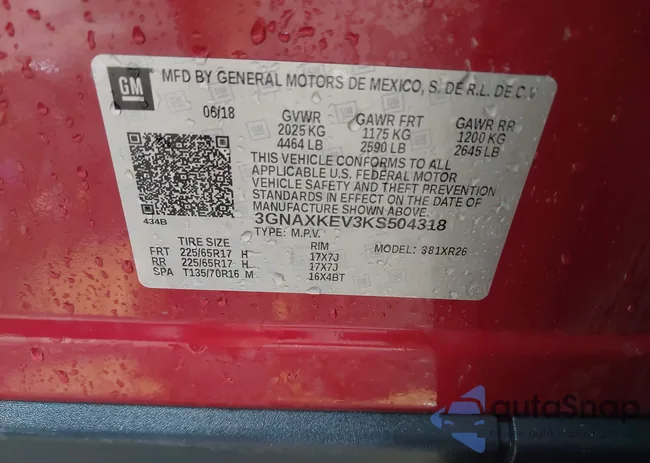 GM
MFD BY GENERAL MOTORS DE MEXICO, S. DE R.L. DE C.V
06/18 GVWR GAWR FRT GAWR RR
2025 KG 1175 KG 1200 KG
4464 LB 2590 LB 2645 LB
THIS VEHICLE CONFORMS TO ALL
APPLICABLE U.S. FEDERAL MOTOR
VEHICLE SAFETY AND THEFT PREVENTION
STANDARDS IN EFFECT ON THE DATE OF
MANUFACTURE SHOWN ABOVE.
434B 3GNAXKEV3KS504318
TYPE: M.P.V. MODEL: 381XR26
TIRE SIZE RIM
FRT 225/65R17 H 17X7J
RR 225/65R17 H 17X7J
SPA T135/70R16 M 16X4BT
autoSnap